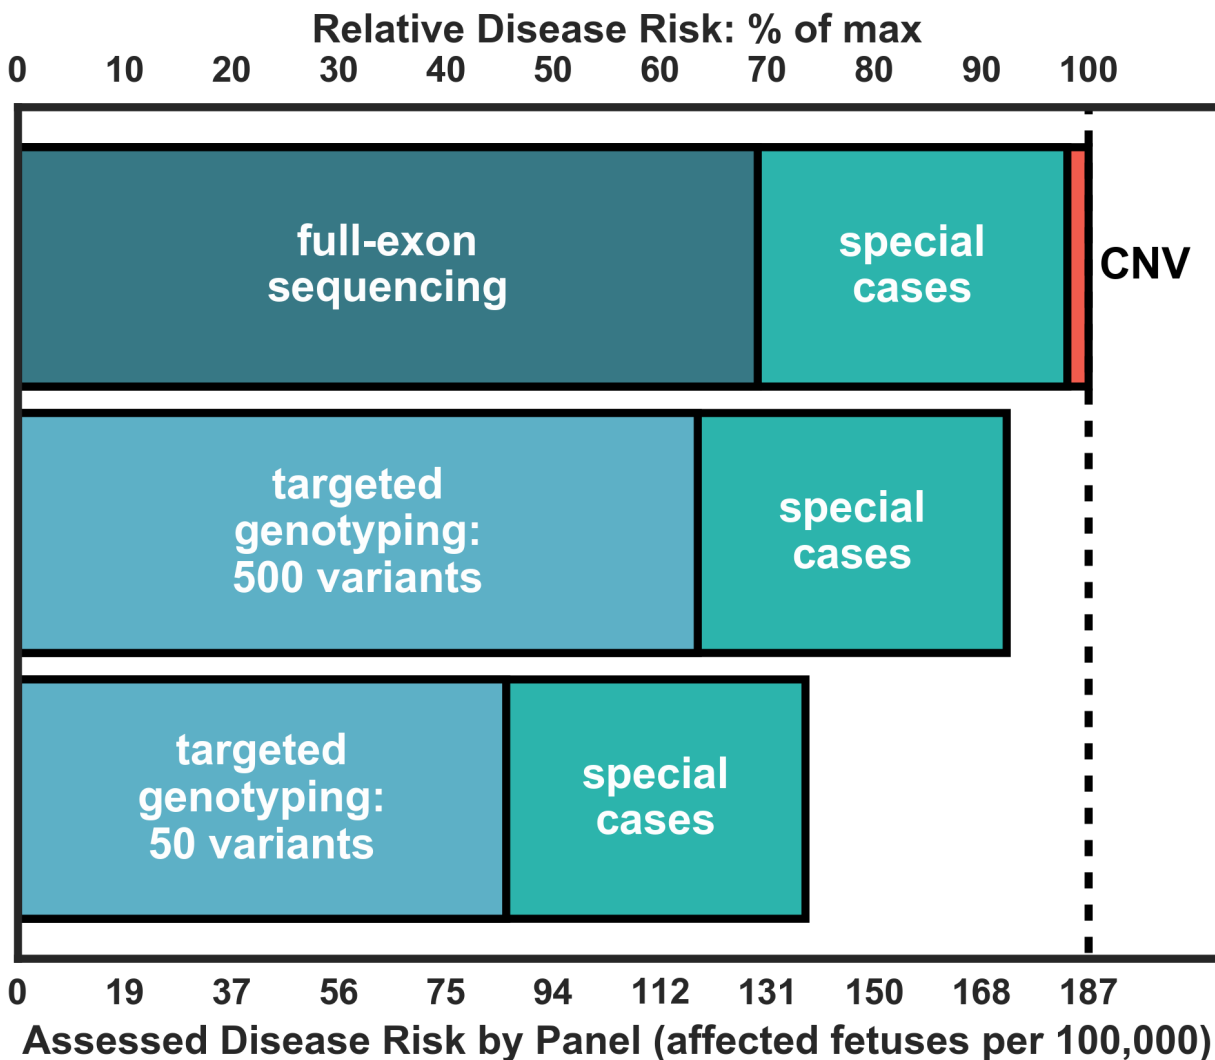 Relative Disease Risk: % of max
0 10 20 30 40 50 60 70 80 90 100
full-exon
sequencing
special
cases
CNV
targeted
genotyping:
500 variants
special
cases
targeted
genotyping:
50 variants
special
cases
0 19 37 56 75 94 112 131 150 168 187
Assessed Disease Risk by Panel (affected fetuses per 100,000)